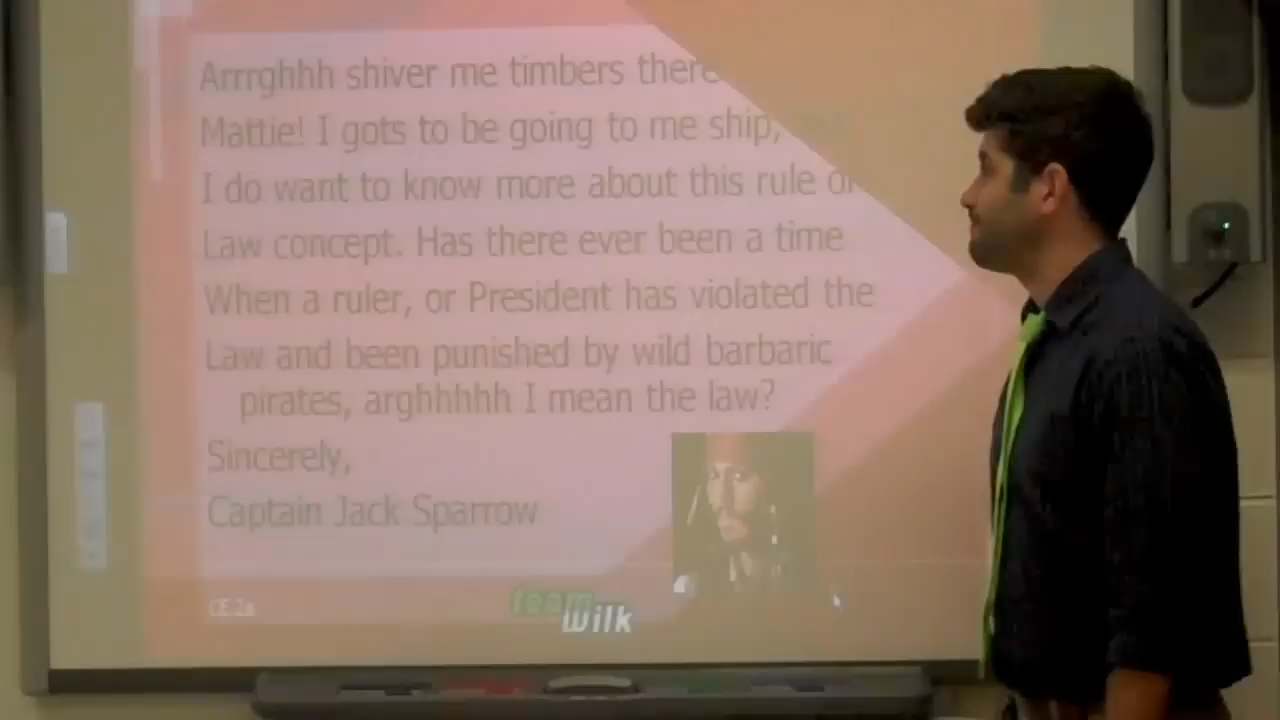 Arrrghhh shiver me timbers there
Mattie! I gots to be going to me ship,
I do want to know more about this rule of
Law concept. Has there ever been a time
When a ruler, or President has violated the
Law and been punished by wild barbaric
pirates, arghhhhh I mean the law?
Sincerely,
Captain Jack Sparrow
CE.2a
team
wilk